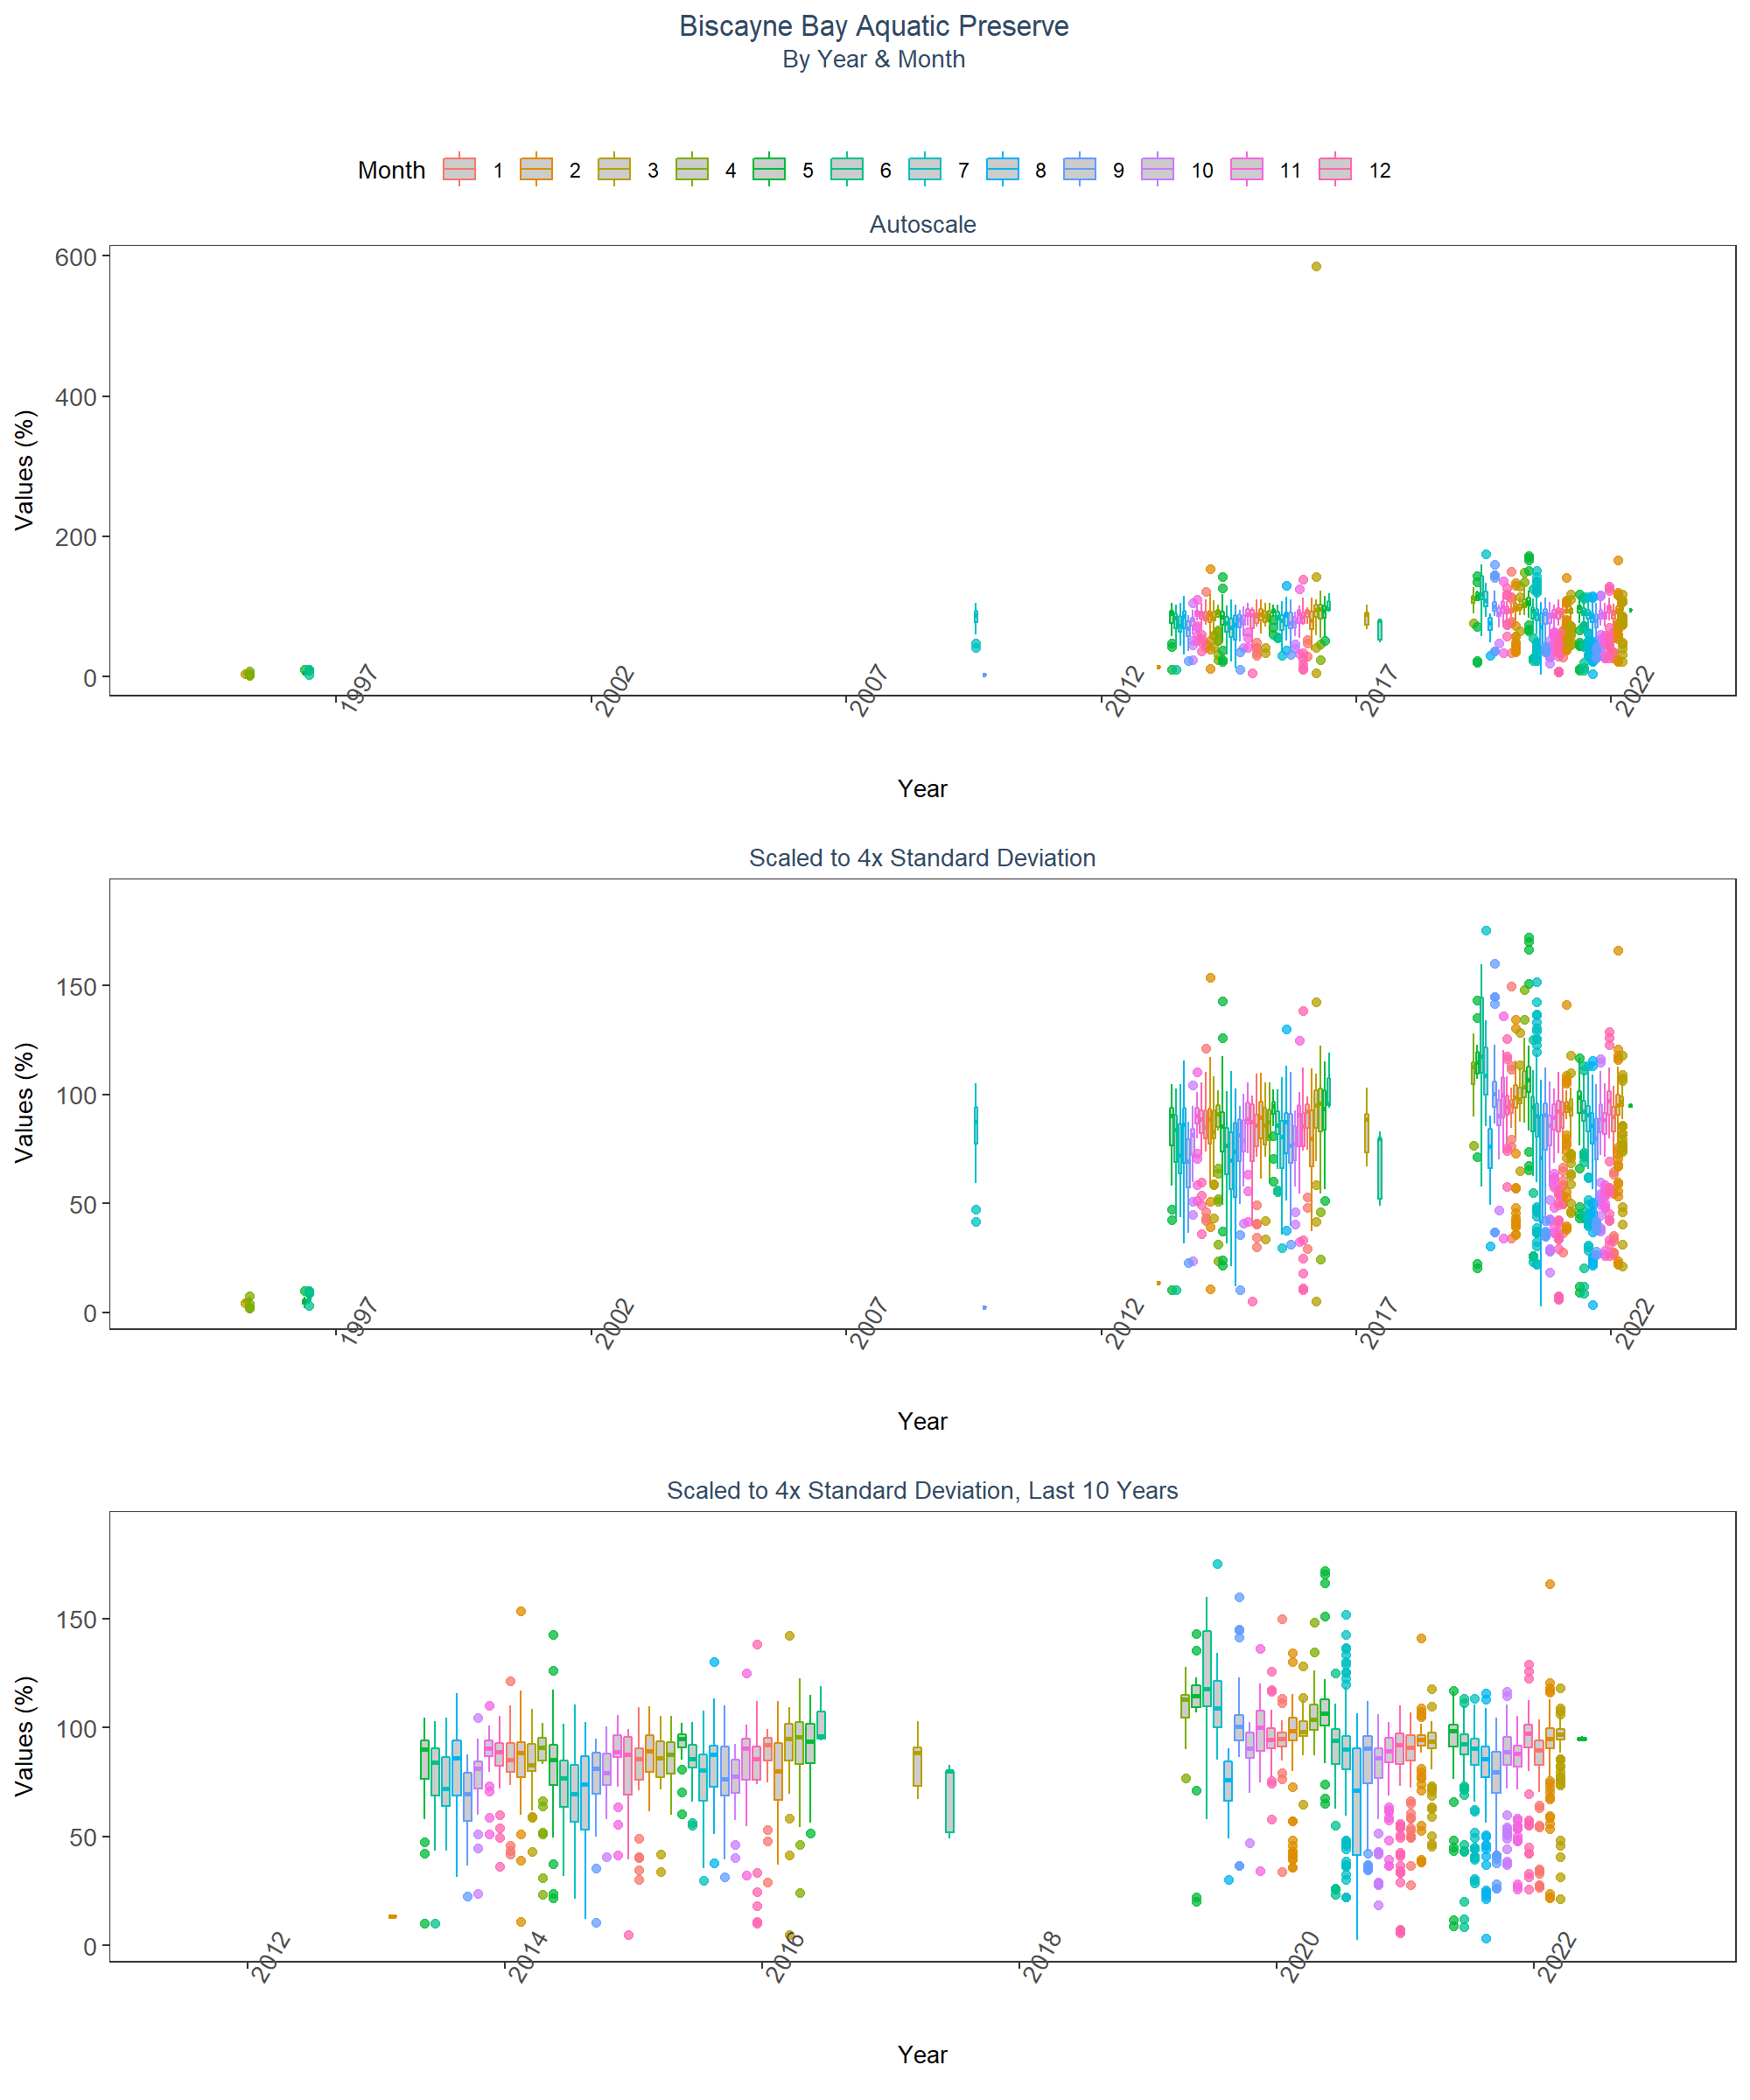 Biscayne Bay Aquatic Preserve
By Year & Month
Month 1 2 3 4 5 6 7 8 9 10 11 12
Autoscale
Values (%)
600
400
200
0
1997 2002 2007 2012 2017 2022
Year
Scaled to 4x Standard Deviation
Values (%)
150
100
50
0
1997 2002 2007 2012 2017 2022
Year
Scaled to 4x Standard Deviation, Last 10 Years
Values (%)
150
100
50
0
2012 2014 2016 2018 2020 2022
Year